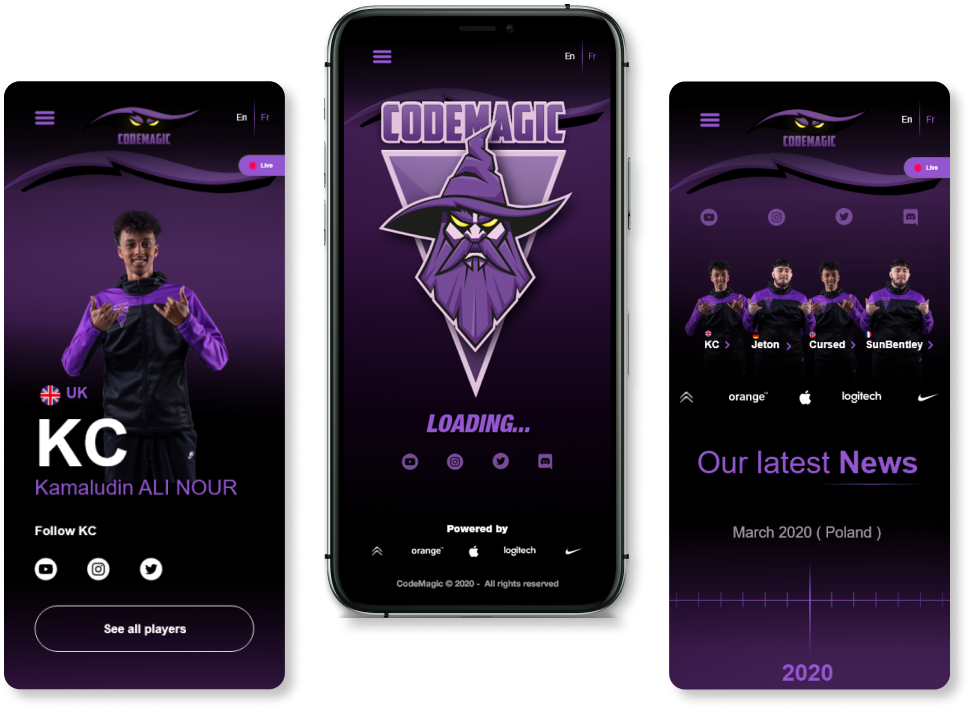 En
Fr
CODEMAGIC
Live
UK
KC
Kamaludin ALI NOUR
Follow KC
See all players
En
Fr
CODEMAGIC
LOADING...
Powered by
orange™
logitech
CodeMagic © 2020 - All rights reserved
En
Fr
CODEMAGIC
Live
KC
Jeton
Cursed
SunBentley
orange™
logitech
Our latest News
March 2020 ( Poland )
2020